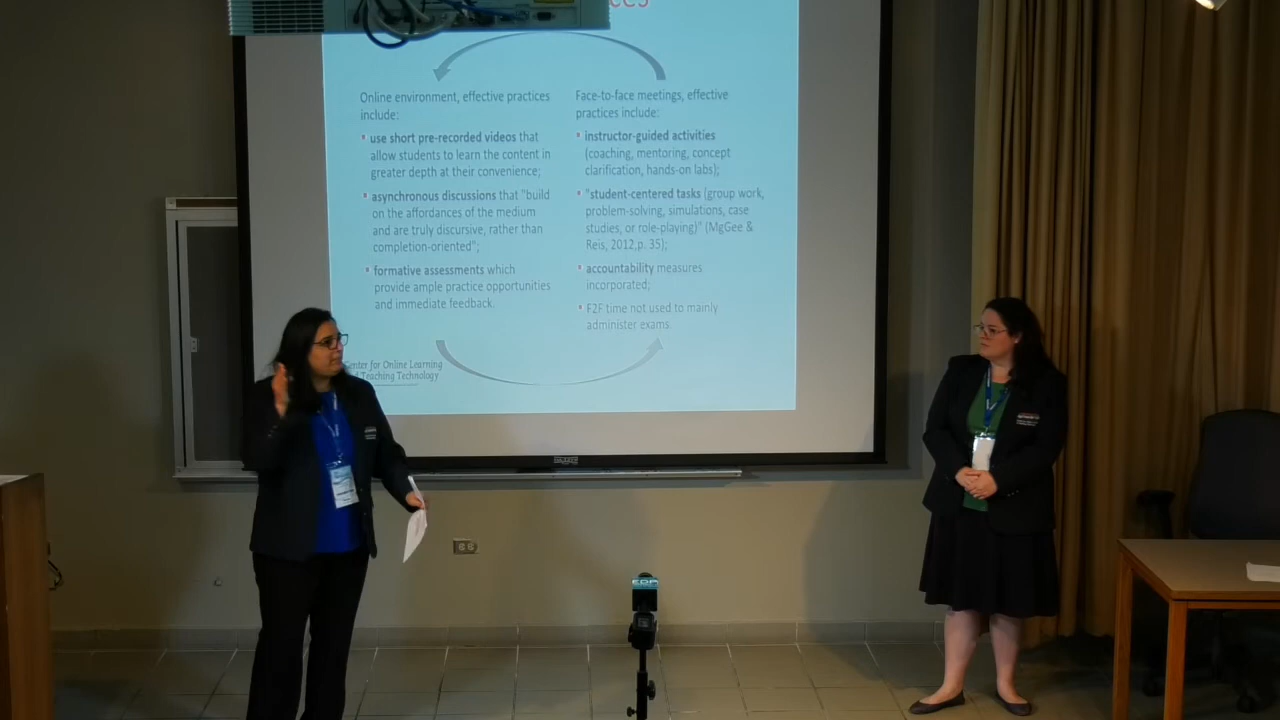 Online environment, effective practices
include:
use short pre-recorded videos that
allow students to learn the content in
greater depth at their convenience;
asynchronous discussions that "build
on the affordances of the medium
and are truly discursive, rather than
completion-oriented";
formative assessments which
provide ample practice opportunities
and immediate feedback.
Face-to-face meetings, effective
practices include:
instructor-guided activities
(coaching, mentoring, concept
clarification, hands-on labs);
"student-centered tasks (group work,
problem-solving, simulations, case
studies, or role-playing)" (MgGee &
Reis, 2012,p. 35);
accountability measures
incorporated;
F2F time not used to mainly
administer exams.
Center for Online Learning
Teaching Technology